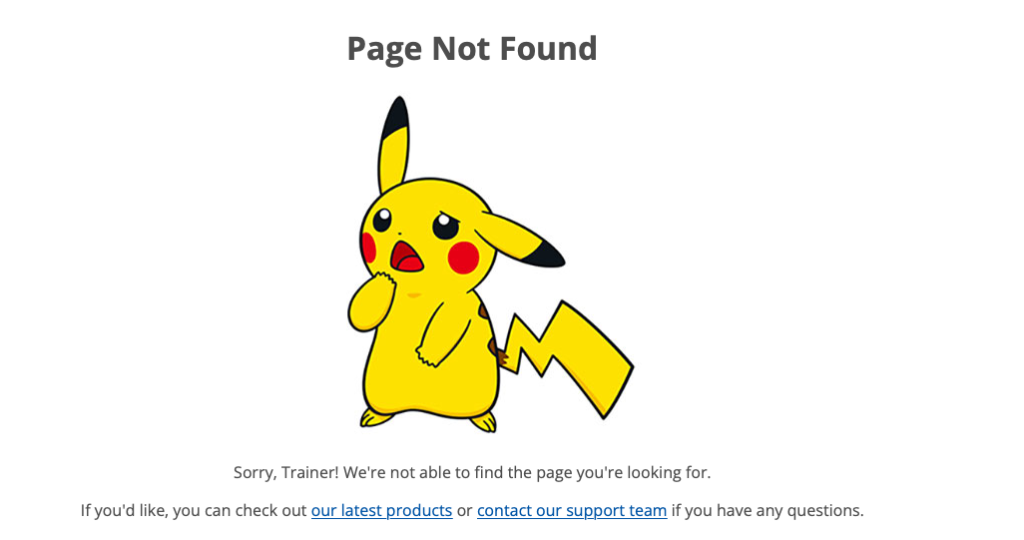 Page Not Found
Sorry, Trainer! We're not able to find the page you're looking for.
If you'd like, you can check out our latest products or contact our support team if you have any questions.